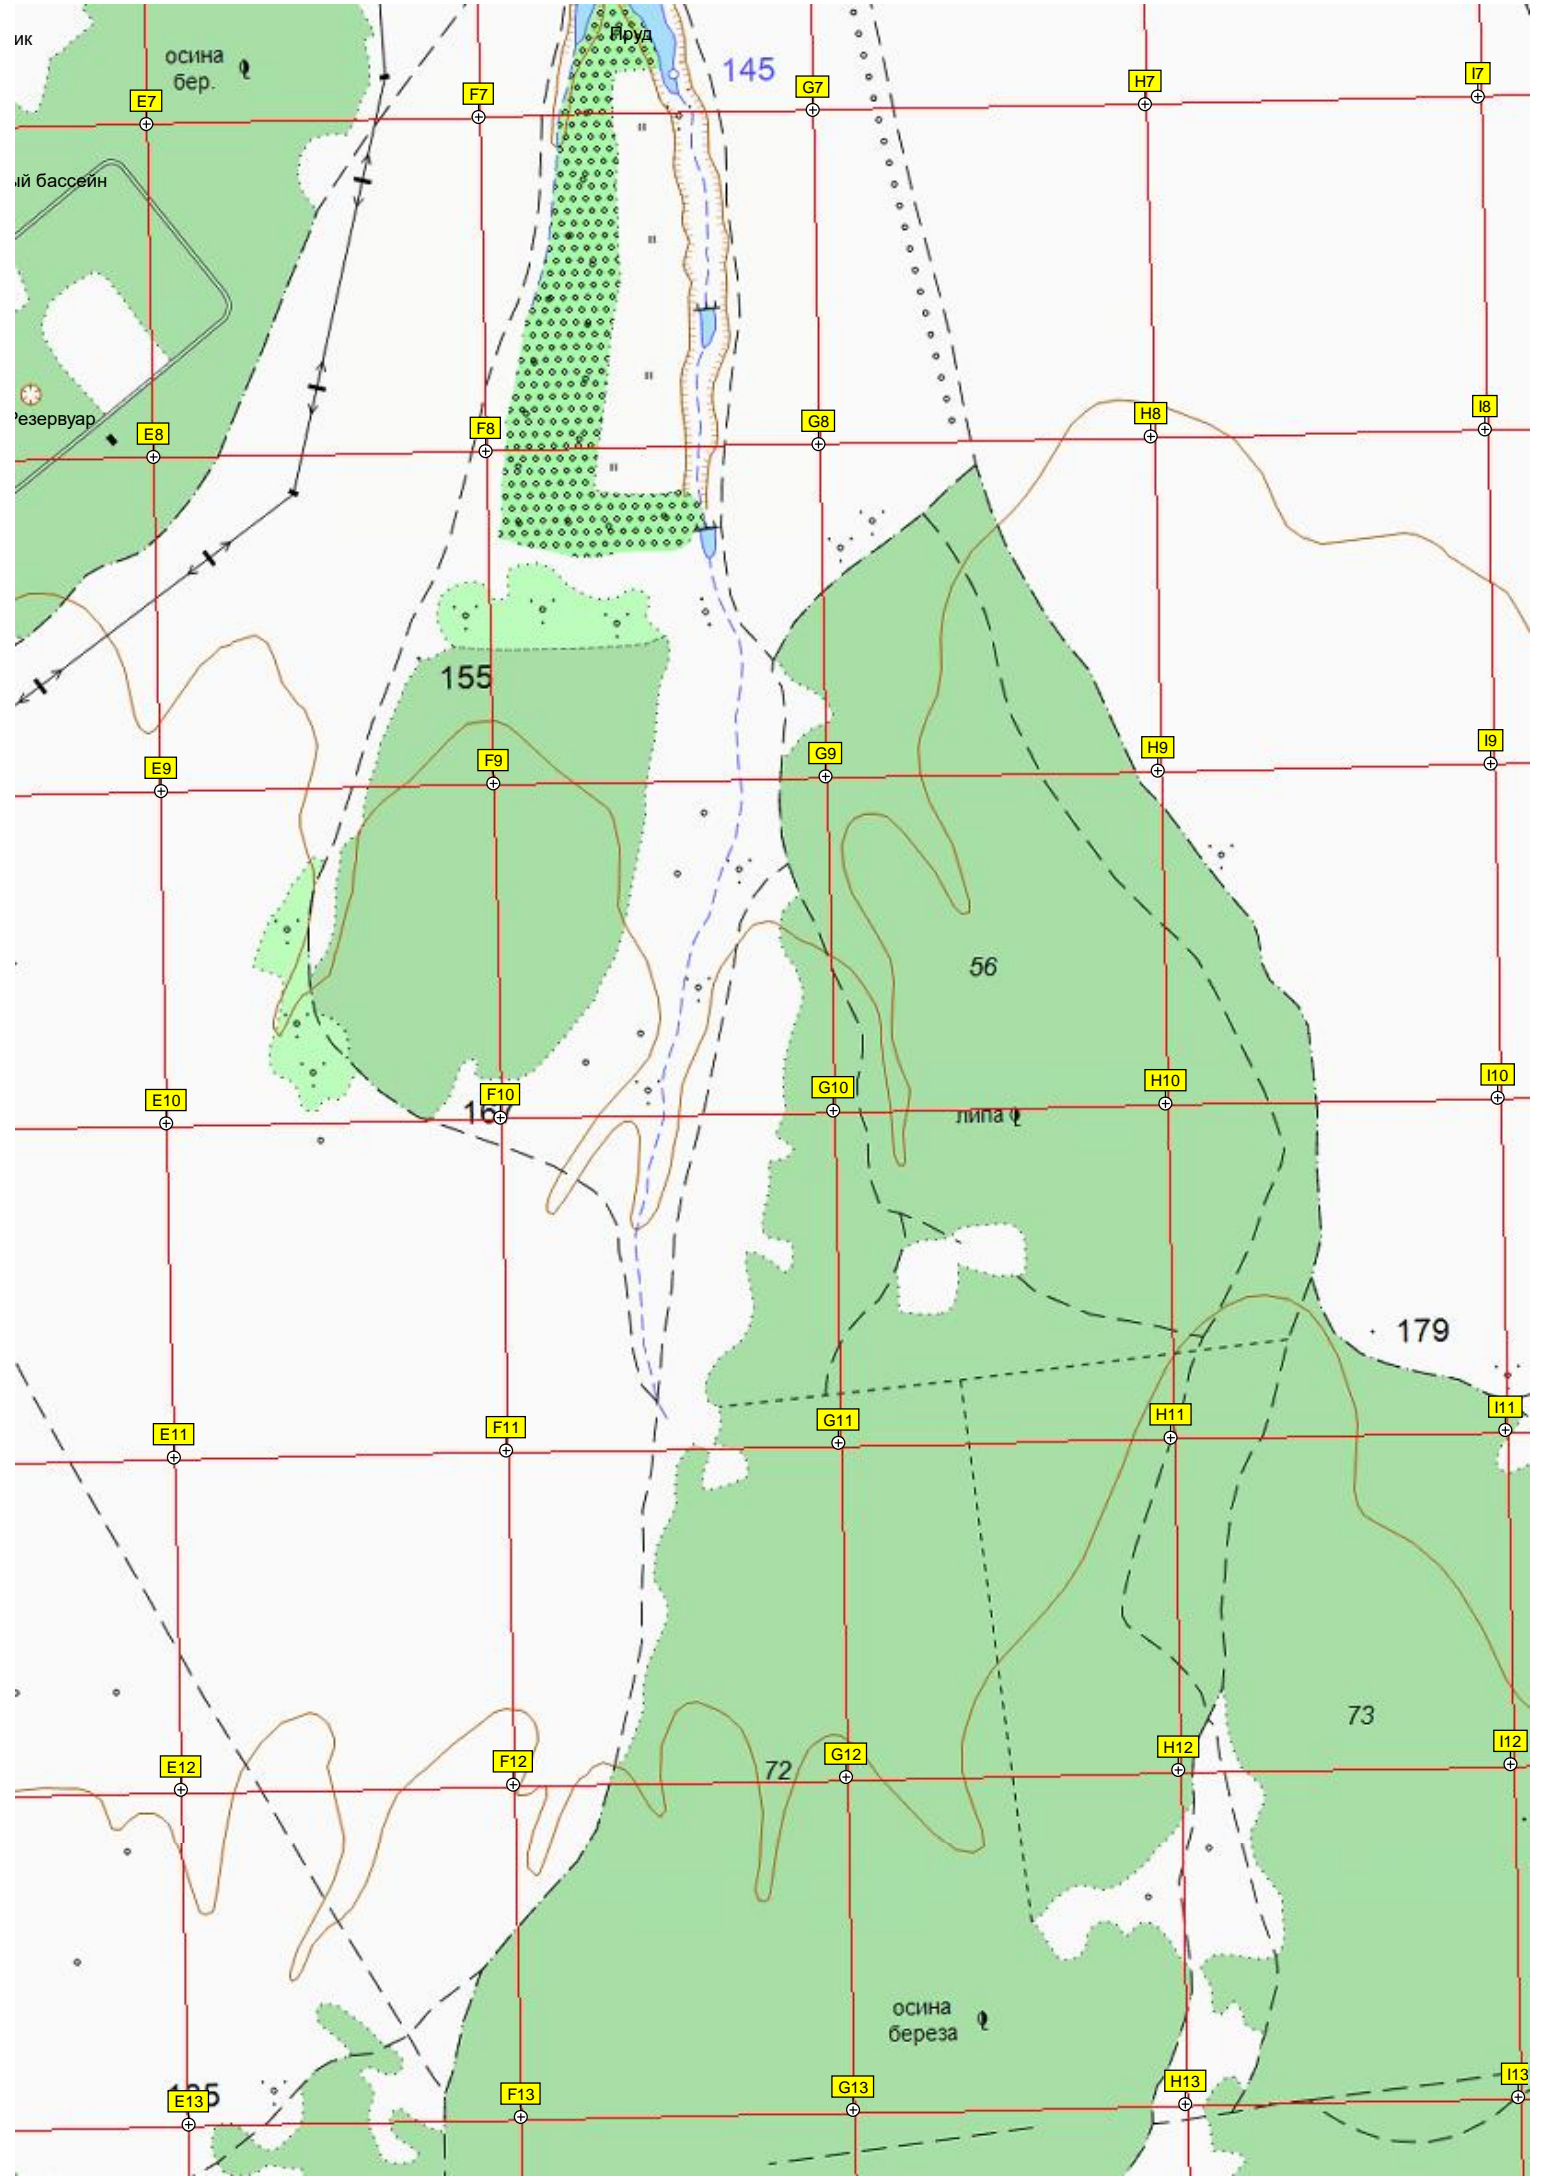 ик
Пруд
осина
бер.
145
E7
F7
G7
H7
I7
ый бассейн
Резервуар
E8
F8
G8
H8
I8
155
E9
F9
G9
H9
I9
56
E10
167
F10
G10
H10
I10
липа
179
E11
F11
G11
H11
I11
73
E12
F12
72
G12
H12
I12
осина
береза
E13
F13
G13
H13
I13